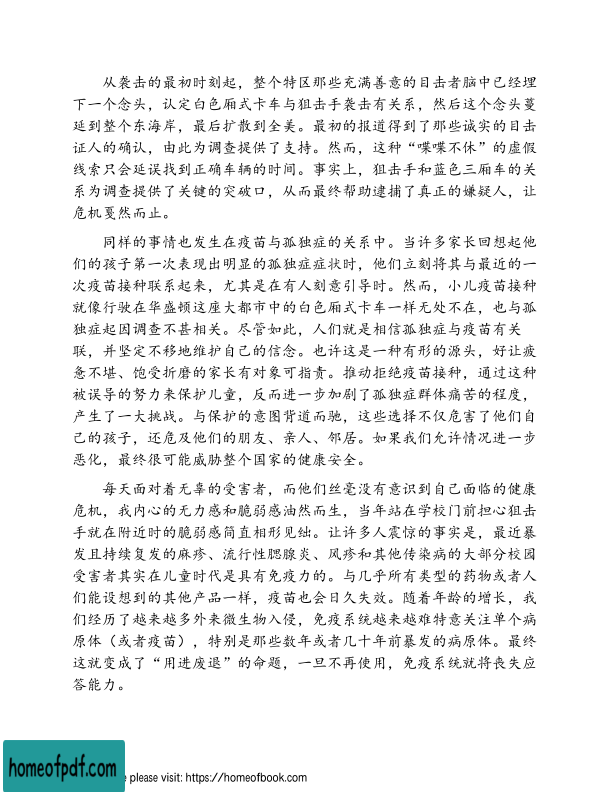 从袭击的最初时刻起，整个特区那些充满善意的目击者脑中已经埋
下一个念头，认定白色厢式卡车与狙击手袭击有关系，然后这个念头蔓
延到整个东海岸，最后扩散到全美。最初的报道得到了那些诚实的目击
证人的确认，由此为调查提供了支持。然而，这种“喋喋不休”的虚假
线索只会延误找到正确车辆的时间。事实上，狙击手和蓝色三厢车的关
系为调查提供了关键的突破口，从而最终帮助逮捕了真正的嫌疑人，让
危机戛然而止。
同样的事情也发生在疫苗与孤独症的关系中。当许多家长回想起他
们的孩子第一次表现出明显的孤独症症状时，他们立刻将其与最近的一
次疫苗接种联系起来，尤其是在有人刻意引导时。然而，小儿疫苗接种
就像行驶在华盛顿这座大都市中的白色厢式卡车一样无处不在，也与孤
独症起因调查不甚相关。尽管如此，人们就是相信孤独症与疫苗有关
联，并坚定不移地维护自己的信念。也许这是一种有形的源头，好让疲
惫不堪、饱受折磨的家长有对象可指责。推动拒绝疫苗接种，通过这种
被误导的努力来保护儿童，反而进一步加剧了孤独症群体痛苦的程度，
产生了一大挑战。与保护的意图背道而驰，这些选择不仅危害了他们自
己的孩子，还危及他们的朋友、亲人、邻居。如果我们允许情况进一步
恶化，最终很可能威胁整个国家的健康安全。
每天面对着无辜的受害者，而他们丝毫没有意识到自己面临的健康
危机，我内心的无力感和脆弱感油然而生，当年站在学校门前担心狙击
手就在附近时的脆弱感简直相形见绌。让许多人震惊的事实是，最近暴
发且持续复发的麻疹、流行性腮腺炎、风疹和其他传染病的大部分校园
受害者其实在儿童时代是具有免疫力的。与几乎所有类型的药物或者人
们能设想到的其他产品一样，疫苗也会日久失效。随着年龄的增长，我
们经历了越来越多外来微生物入侵，免疫系统越来越难特意关注单个病
原体（或者疫苗），特别是那些数年或者几十年前暴发的病原体。最终
这就变成了“用进废退”的命题，一旦不再使用，免疫系统就将丧失应
答能力。
homeofpdf.com
e please visit: https://homeofbook.com